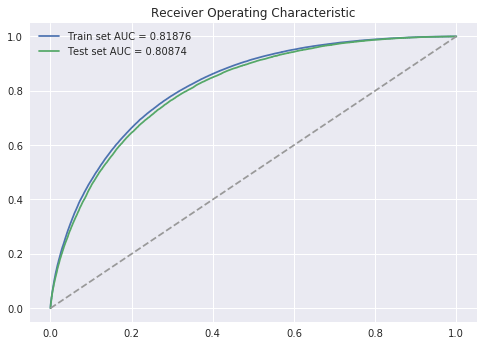 Receiver Operating Characteristic
Train set AUC = 0.81876
Test set AUC = 0.80874
1.0
0.8
0.6
0.4
0.2
0.0
0.0 0.2 0.4 0.6 0.8 1.0